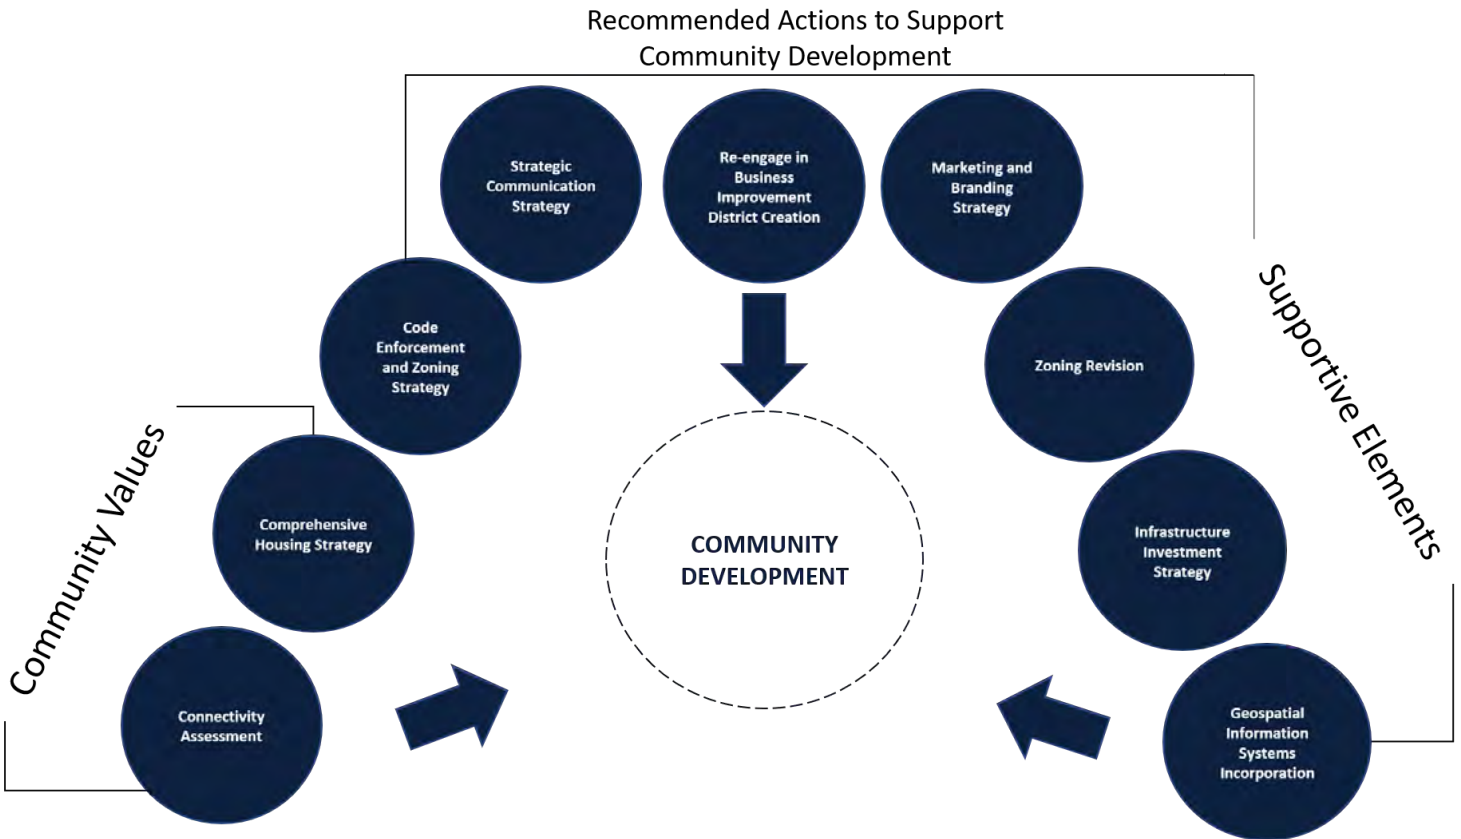 Recommended Actions to Support
Community Development
Strategic
Communication
Strategy
Re-engage in
Business
Improvement
District Creation
Marketing and
Branding
Strategy
Code
Enforcement
and Zoning
Strategy
Zoning Revision
Supportive Elements
Community Values
Comprehensive
Housing Strategy
COMMUNITY
DEVELOPMENT
Infrastructure
Investment
Strategy
Connectivity
Assessment
Geospatial
Information
Systems
Incorporation